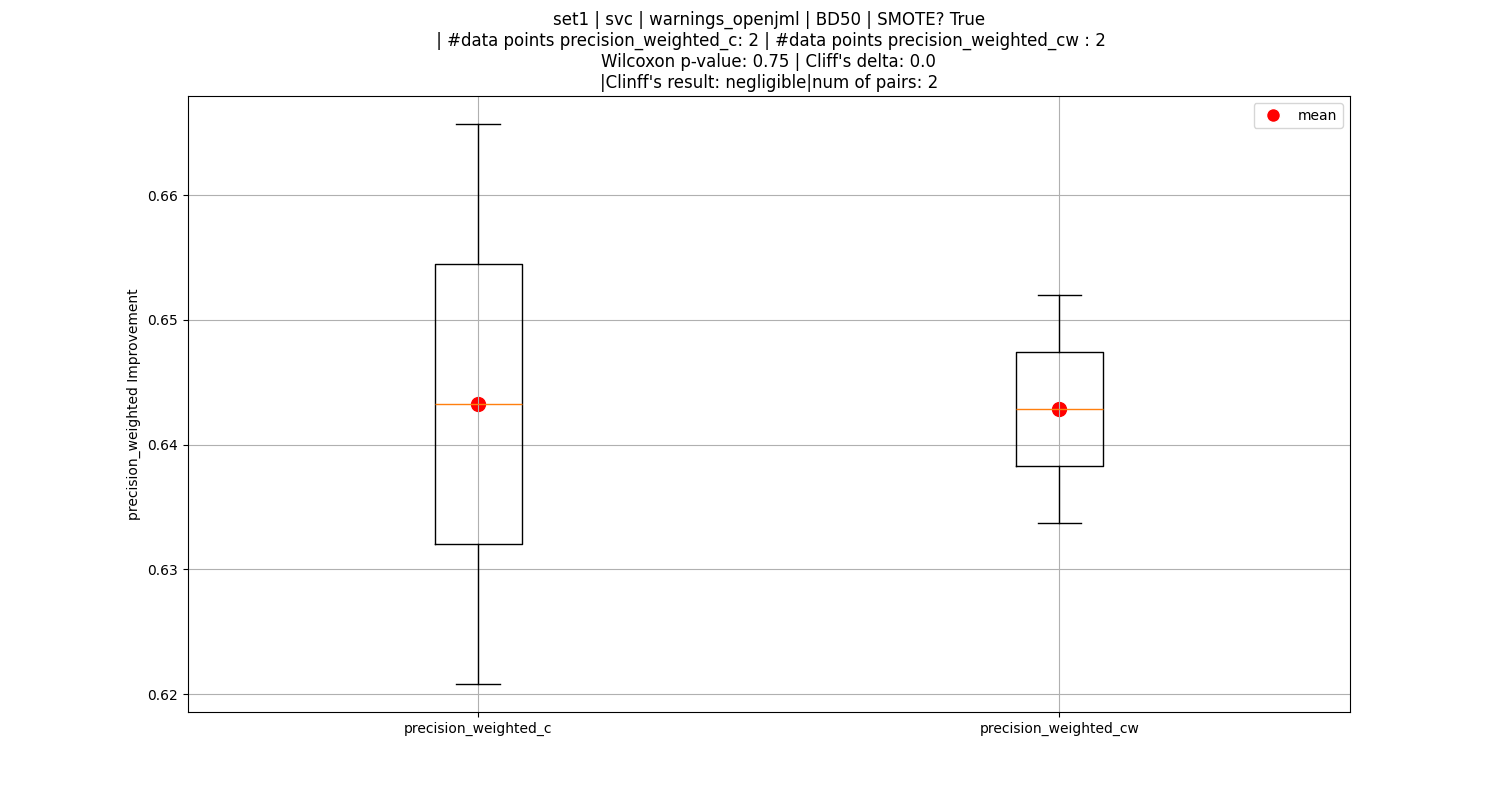 set1 | svc | warnings_openjml | BD50 | SMOTE? True
| #data points precision_weighted_c: 2 | #data points precision_weighted_cw : 2
Wilcoxon p-value: 0.75 | Cliff's delta: 0.0
|Clinff's result: negligible|num of pairs: 2
mean
0.66
0.65
0.64
0.63
0.62
precision_weighted Improvement
precision_weighted_c
precision_weighted_cw